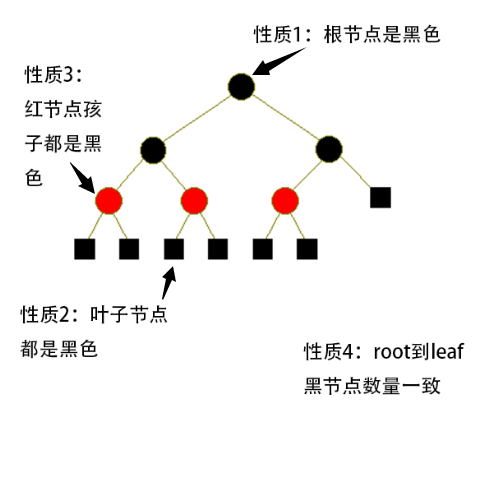 性质1：根节点是黑色
性质3：
红节点孩
子都是黑
色
性质2：叶子节点
都是黑色
性质4：root到leaf
黑节点数量一致